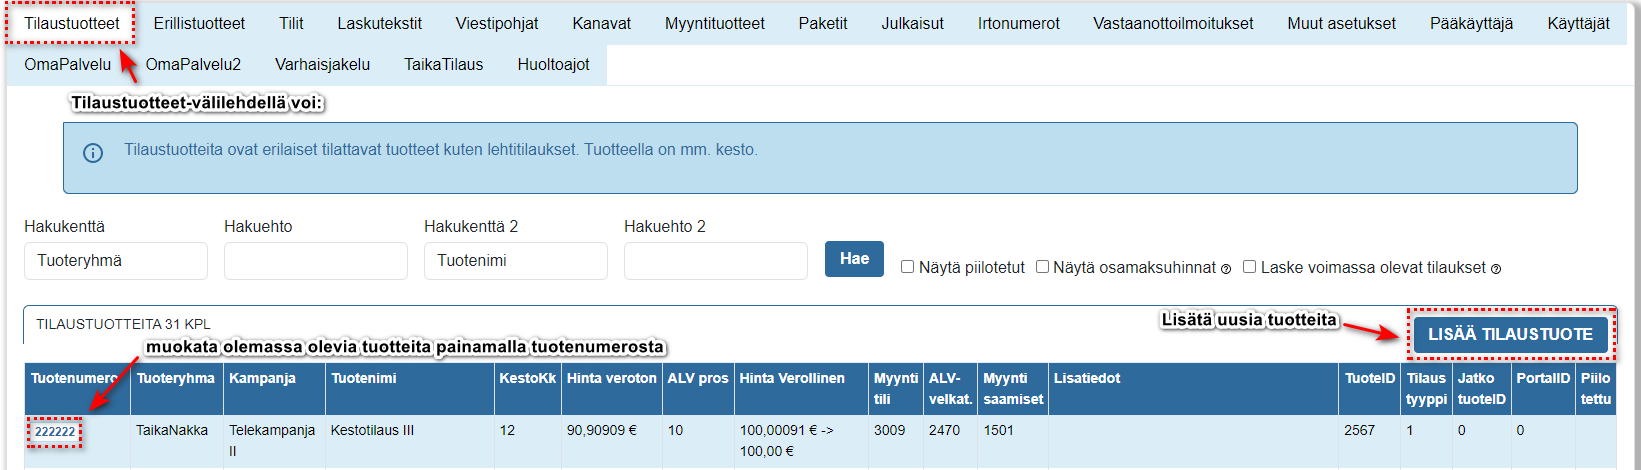 Tilaustuotteet Erillistuotteet Tilit Laskutekstit Viestipohjat Kanavat Myyntituotteet Paketit Julkaisut Irtonumerot Vastaanottoilmoitukset Muut asetukset Pääkäyttäjä Käyttäjät
OmaPalvelu OmaPalvelu2 Varhaisjakelu TaikaTilaus Huoltoajot
Tilaustuotteet-välilehdellä voi:
Tilaustuotteita ovat erilaiset tilattavat tuotteet kuten lehtitilaukset. Tuotteella on mm. kesto.
Hakukenttä Hakuehto Hakukenttä 2 Hakuehto 2
Tuoteryhmä Tuotenimi Hae Näytä piilotetut Näytä osamaksuhinnat Laske voimassa olevat tilaukset
TILAUSTUOTTEITA 31 KPL
Lisätä uusia tuotteita
LISÄÄ TILAUSTUOTE
muokata olemassa olevia tuotteita painamalla tuotenumerosta
Tuotenumero Tuoteryhma Kampanja Tuotenimi KestoKk Hinta veroton ALV pros Hinta Verollinen Myynti ALV- Myynti Lisatiedot TuoteID Tilaus Jatko PortalID Piilo
tili velkat. saamiset tyyppi tuoteID tettu
222222 TaikaNakka Telekampanja Kestotilaus III 12 90,90909 € 10 100,00091 € -> 3009 2470 1501 2567 1 0 0
II 100,00 €